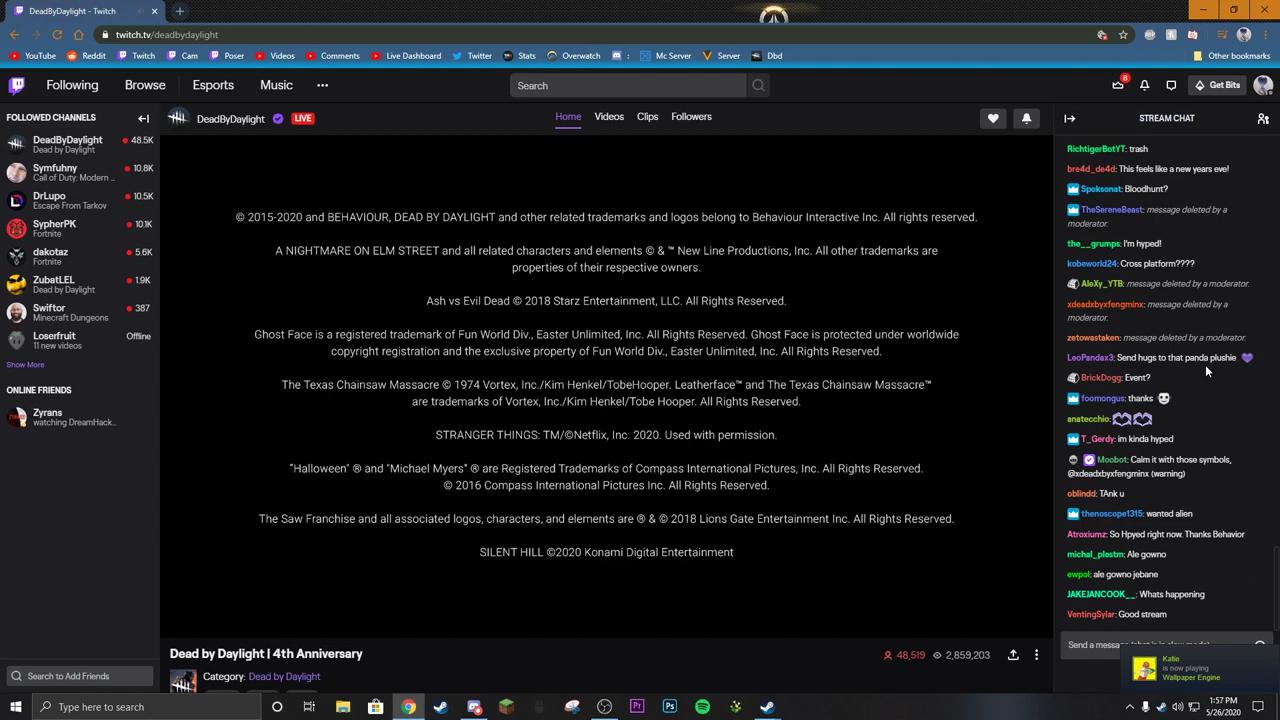 DeadByDaylight - Twitch
twitch.tv/deadbydaylight
YouTube Reddit Twitch Cam Poser Videos Comments Live Dashboard Twitter Stats Overwatch : Mc Server Server Dbd Other bookmarks
Following Browse Esports Music ••• Search 8 Get Bits
FOLLOWED CHANNELS
DeadByDaylight 48.5K
Dead by Daylight
Symfuhny 10.8K
Call of Duty: Modern ...
DrLupo 10.5K
Escape From Tarkov
SypherPK 10.1K
Fortnite
dakotaz 5.6K
Fortnite
ZubatLEL 1.9K
Dead by Daylight
Swiftor 387
Minecraft Dungeons
Loserfruit Offline
11 new videos
Show More
ONLINE FRIENDS
Zyrans
watching DreamHack...
Search to Add Friends
DeadByDaylight LIVE Home Videos Clips Followers
© 2015-2020 and BEHAVIOUR, DEAD BY DAYLIGHT and other related trademarks and logos belong to Behaviour Interactive Inc. All rights reserved.
A NIGHTMARE ON ELM STREET and all related characters and elements © & ™ New Line Productions, Inc. All other trademarks are
properties of their respective owners.
Ash vs Evil Dead © 2018 Starz Entertainment, LLC. All Rights Reserved.
Ghost Face is a registered trademark of Fun World Div., Easter Unlimited, Inc. All Rights Reserved. Ghost Face is protected under worldwide
copyright registration and the exclusive property of Fun World Div., Easter Unlimited, Inc. All Rights Reserved.
The Texas Chainsaw Massacre © 1974 Vortex, Inc./Kim Henkel/TobeHooper. Leatherface™ and The Texas Chainsaw Massacre™
are trademarks of Vortex, Inc./Kim Henkel/Tobe Hooper. All Rights Reserved.
STRANGER THINGS: TM/©Netflix, Inc. 2020. Used with permission.
"Halloween" ® and "Michael Myers" ® are Registered Trademarks of Compass International Pictures, Inc. All Rights Reserved.
© 2016 Compass International Pictures Inc. All Rights Reserved.
The Saw Franchise and all associated logos, characters, and elements are ® & © 2018 Lions Gate Entertainment Inc. All Rights Reserved.
SILENT HILL ©2020 Konami Digital Entertainment
Dead by Daylight | 4th Anniversary
48,519 2,859,203
Category: Dead by Daylight
STREAM CHAT
RichtigerBotYT: trash
bre4d_de4d: This feels like a new years eve!
Spoksonat: Bloodhunt?
TheSereneBeast: message deleted by a
moderator.
the__grumps: I'm hyped!
kobeworld24: Cross platform????
AleXy_YTB: message deleted by a moderator.
xdeadxbyxfengminx: message deleted by a
moderator.
zetowastaken: message deleted by a moderator.
LeoPandax3: Send hugs to that panda plushie
BrickDogg: Event?
foomongus: thanks
anatecchio:
T_Gerdy: im kinda hyped
Moobot: Calm it with those symbols,
@xdeadxbyxfengminx (warning)
oblindd: TAnk u
thenoscope1315: wanted alien
Atroxiumz: So Hpyed right now. Thanks Behavior
michal_plestm: Ale gowno
ewpol: ale gowno jebane
JAKEJANCOOK__: Whats happening
VentingSylar: Good stream
Send a message
Katie
is now playing
Wallpaper Engine
Type here to search
1:57 PM
5/26/2020